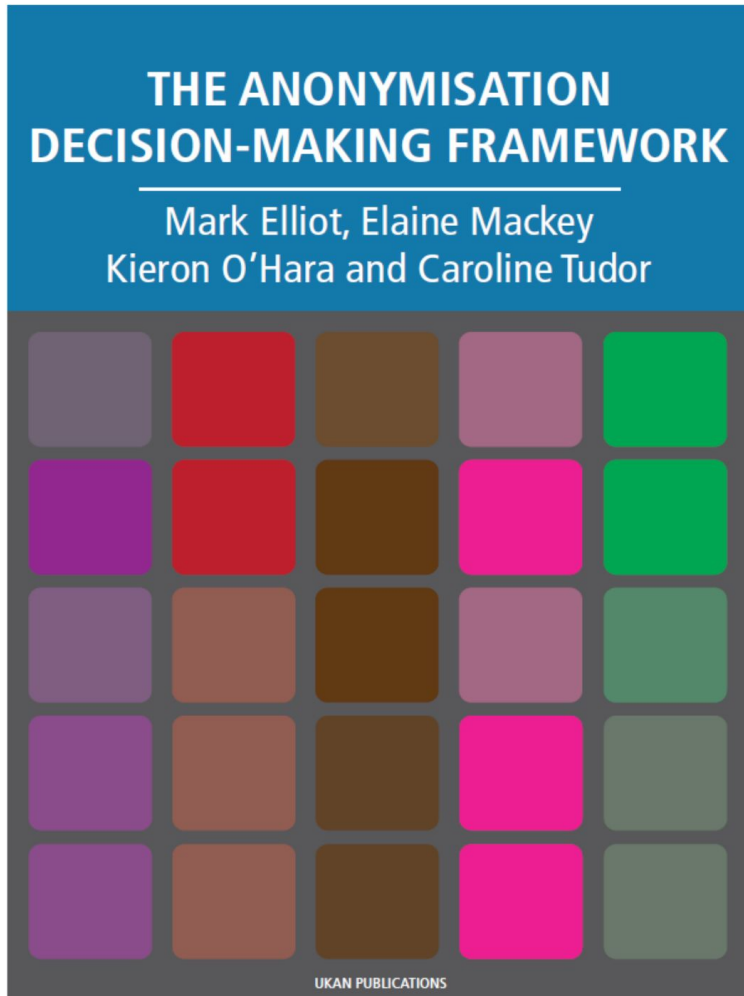 THE ANONYMISATION
DECISION-MAKING FRAMEWORK
Mark Elliot, Elaine Mackey
Kieron O’Hara and Caroline Tudor
UKAN PUBLICATIONS